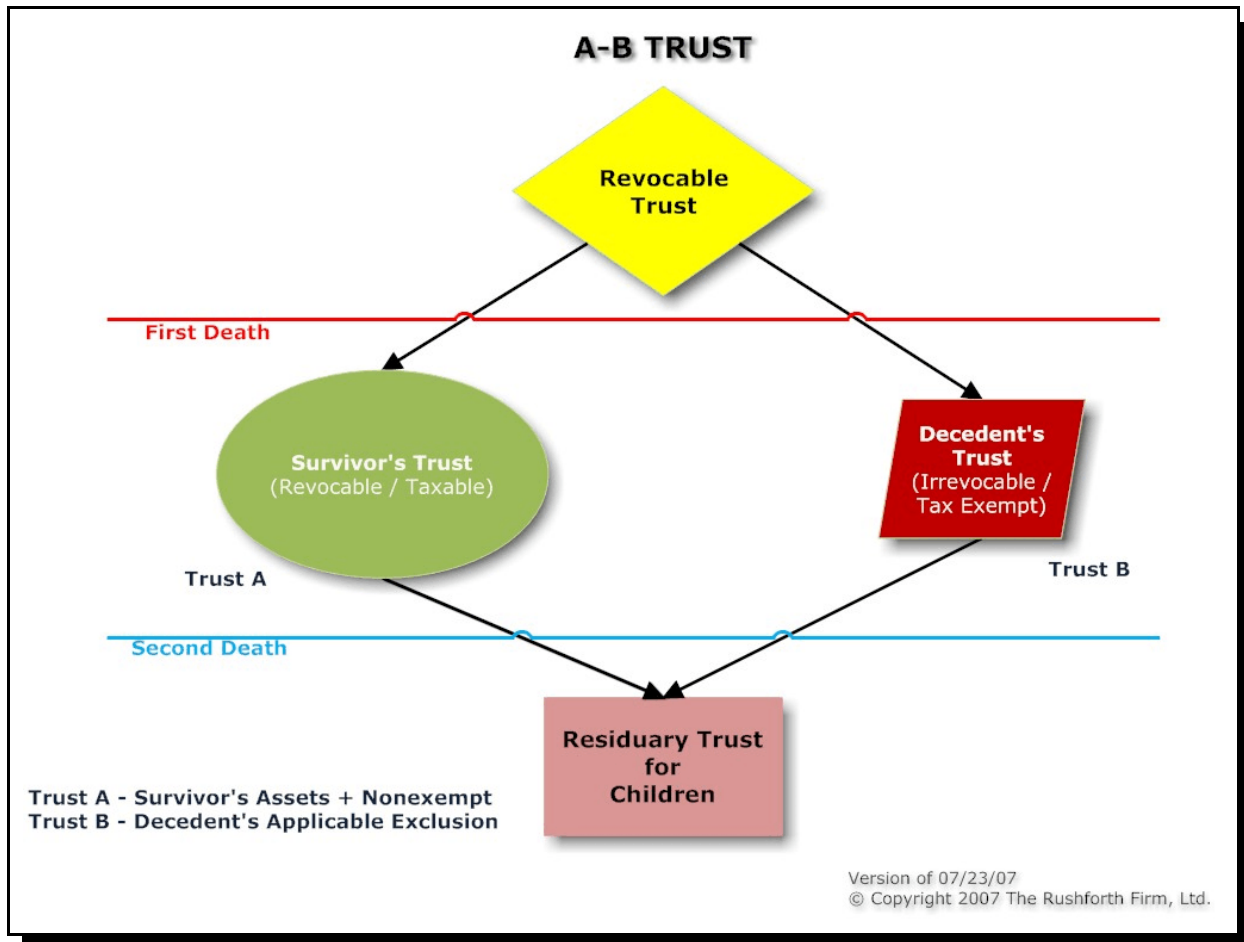 A-B TRUST
Revocable
Trust
First Death
Survivor's Trust
(Revocable / Taxable)
Decedent's
Trust
(Irrevocable /
Tax Exempt)
Trust A
Trust B
Second Death
Residuary Trust
for
Children
Trust A - Survivor's Assets + Nonexempt
Trust B - Decedent's Applicable Exclusion
Version of 07/23/07
© Copyright 2007 The Rushforth Firm, Ltd.